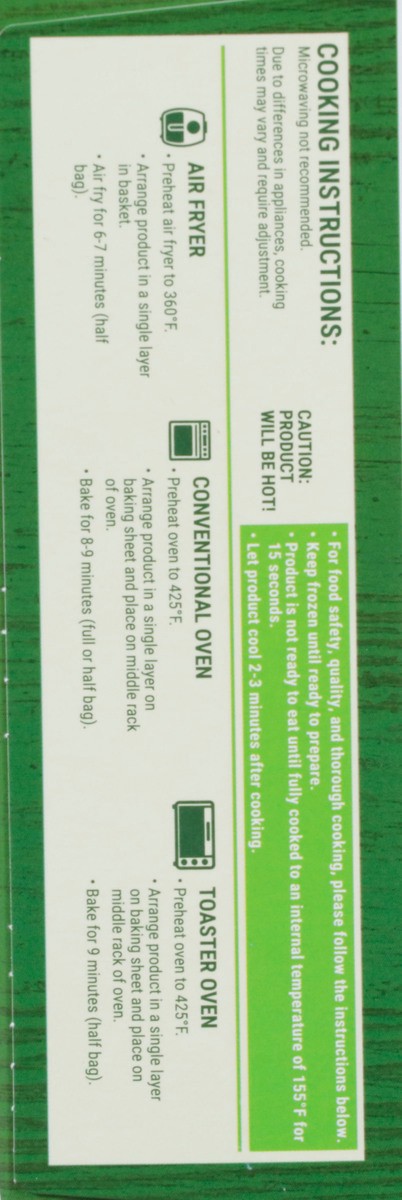 COOKING INSTRUCTIONS:
Microwaving not recommended.
Due to differences in appliances, cooking
times may vary and require adjustment.
CAUTION:
PRODUCT
WILL BE HOT!
• For food safety, quality, and thorough cooking, please follow the instructions below.
• Keep frozen until ready to prepare.
• Product is not ready to eat until fully cooked to an internal temperature of 155°F for
15 seconds.
• Let product cool 2-3 minutes after cooking.
AIR FRYER
• Preheat air fryer to 360°F.
• Arrange product in a single layer
in basket.
• Air fry for 6-7 minutes (half
bag).
CONVENTIONAL OVEN
• Preheat oven to 425°F.
• Arrange product in a single layer on
baking sheet and place on middle rack
of oven.
• Bake for 8-9 minutes (full or half bag).
TOASTER OVEN
• Preheat oven to 425°F.
• Arrange product in a single layer
on baking sheet and place on
middle rack of oven.
• Bake for 9 minutes (half bag).